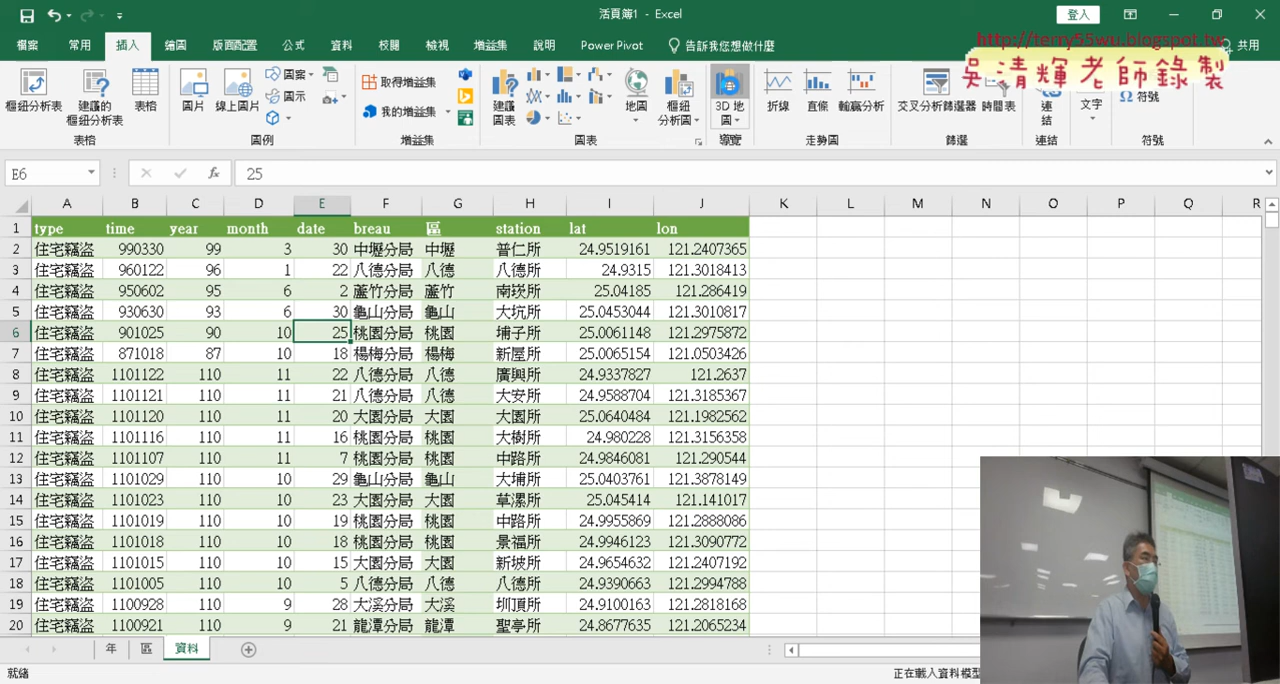 活頁簿1 - Excel
登入
檔案 常用 插入 繪圖 版面配置 公式 資料 校閱 檢視 增益集 說明 Power Pivot 告訴我您想做什麼 共用
http://terry55wu.blogspot.tw
吳清輝老師錄製
樞紐分析表 建議的樞紐分析表 表格 圖片 線上圖片 圖案 圖示 取得增益集 我的增益集 建議圖表 地圖 樞紐分析圖 3D 地圖 折線 直條 輸贏分析 交叉分析篩選器 時間表 連結 文字 符號
表格 圖例 增益集 圖表 導覽 走勢圖 篩選 連結 符號
E6 fx 25
A B C D E F G H I J K L M N O P Q R
1 type time year month date breau 區 station lat lon
2 住宅竊盜 990330 99 3 30 中壢分局 中壢 普仁所 24.9519161 121.2407365
3 住宅竊盜 960122 96 1 22 八德分局 八德 八德所 24.9315 121.3018413
4 住宅竊盜 950602 95 6 2 蘆竹分局 蘆竹 南崁所 25.04185 121.286419
5 住宅竊盜 930630 93 6 30 龜山分局 龜山 大坑所 25.0453044 121.3010817
6 住宅竊盜 901025 90 10 25 桃園分局 桃園 埔子所 25.0061148 121.2975872
7 住宅竊盜 871018 87 10 18 楊梅分局 楊梅 新屋所 25.0065154 121.0503426
8 住宅竊盜 1101122 110 11 22 八德分局 八德 廣興所 24.9337827 121.2637
9 住宅竊盜 1101121 110 11 21 八德分局 八德 大安所 24.9588704 121.3185367
10 住宅竊盜 1101120 110 11 20 大園分局 大園 大園所 25.0640484 121.1982562
11 住宅竊盜 1101116 110 11 16 桃園分局 桃園 大樹所 24.980228 121.3156358
12 住宅竊盜 1101107 110 11 7 桃園分局 桃園 中路所 24.9846081 121.290544
13 住宅竊盜 1101029 110 10 29 龜山分局 龜山 大埔所 25.0403761 121.3878149
14 住宅竊盜 1101023 110 10 23 大園分局 大園 草漯所 25.045414 121.141017
15 住宅竊盜 1101019 110 10 19 桃園分局 桃園 中路所 24.9955869 121.2888086
16 住宅竊盜 1101018 110 10 18 桃園分局 桃園 景福所 24.9946123 121.3090772
17 住宅竊盜 1101015 110 10 15 大園分局 大園 新坡所 24.9654632 121.2407192
18 住宅竊盜 1101005 110 10 5 八德分局 八德 八德所 24.9390663 121.2994788
19 住宅竊盜 1100928 110 9 28 大溪分局 大溪 圳頂所 24.9100163 121.2818168
20 住宅竊盜 1100921 110 9 21 龍潭分局 龍潭 聖亭所 24.8677635 121.2065234
年 區 資料
就緒 正在載入資料模型